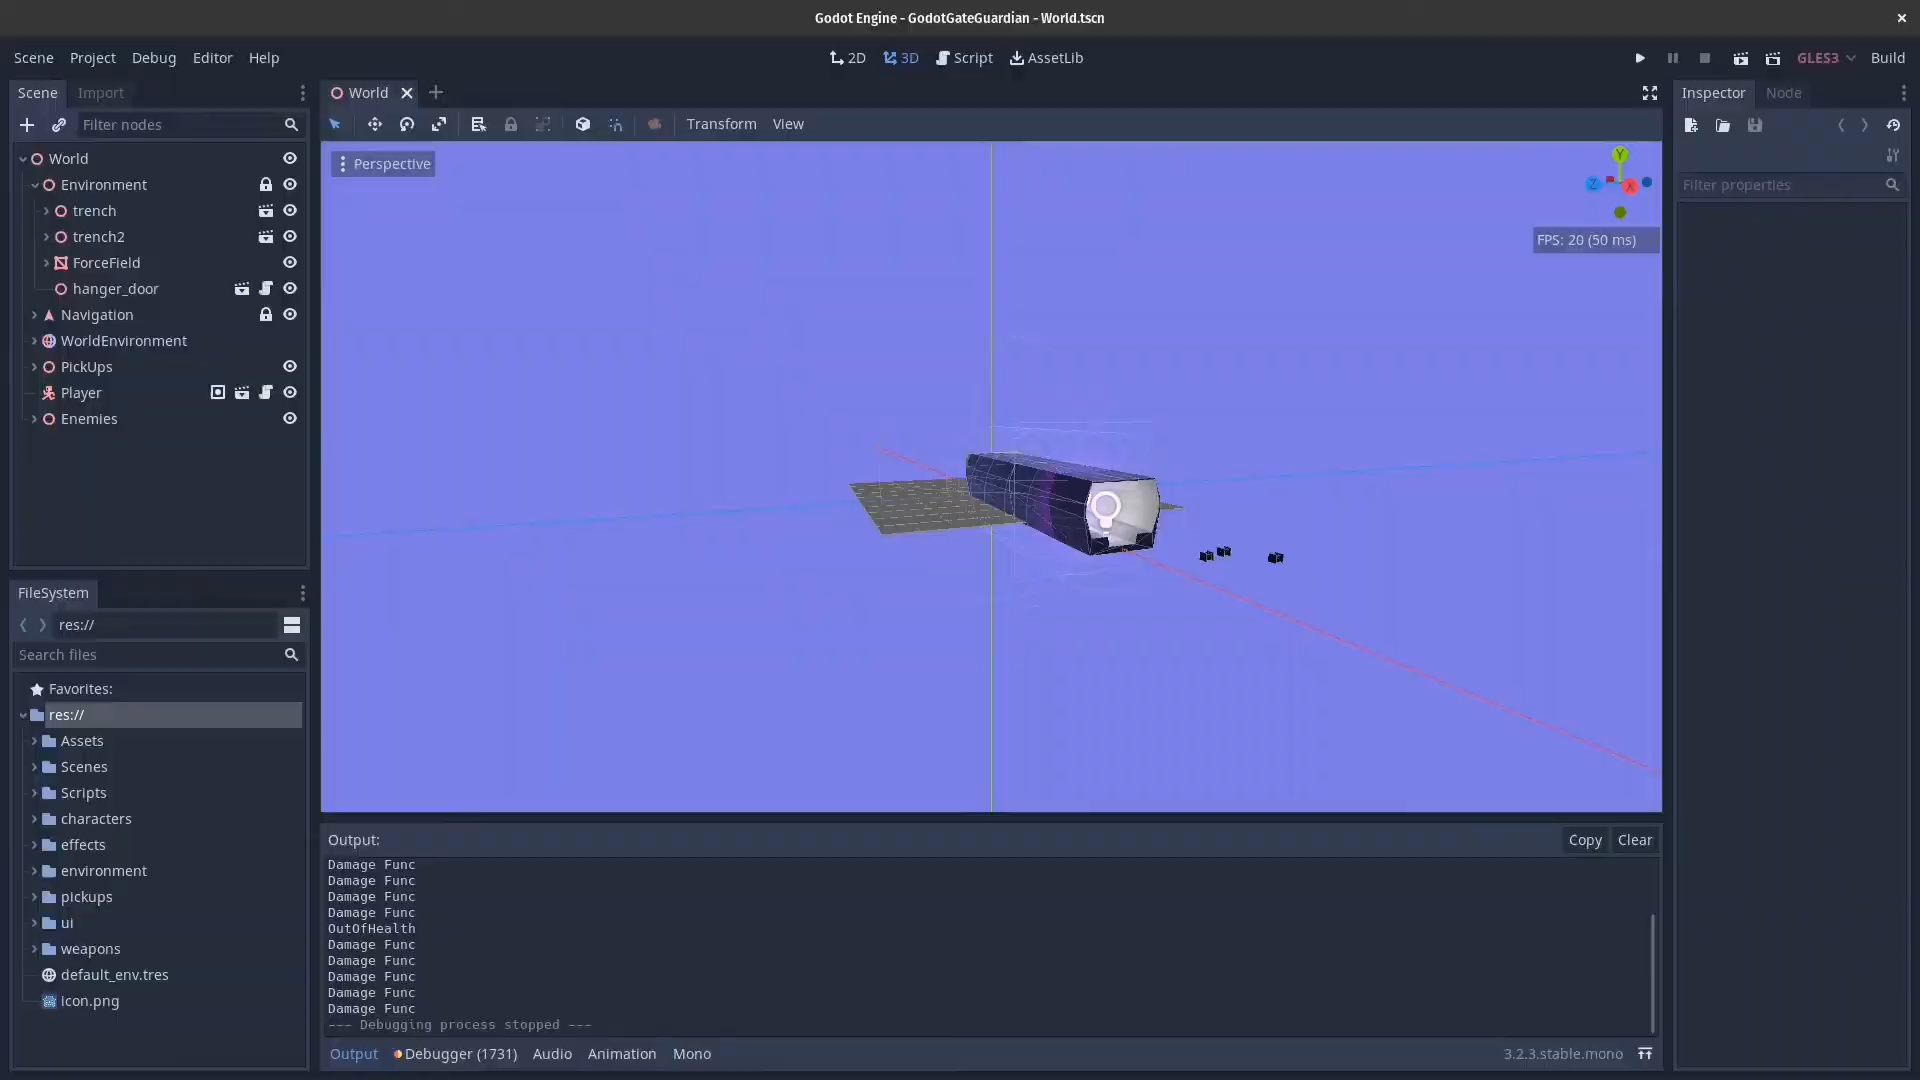 Godot Engine - GodotGateGuardian - World.tscn
Scene Project Debug Editor Help
2D 3D Script AssetLib
GLES3 Build
Scene Import
Filter nodes
World
Environment
trench
trench2
ForceField
hanger_door
Navigation
WorldEnvironment
PickUps
Player
Enemies
FileSystem
res://
Search files
Favorites:
res://
Assets
Scenes
Scripts
characters
effects
environment
pickups
ui
weapons
default_env.tres
icon.png
World
Transform View
Perspective
Y
Z X
FPS: 20 (50 ms)
Output:
Copy Clear
Damage Func
Damage Func
Damage Func
Damage Func
OutOfHealth
Damage Func
Damage Func
Damage Func
Damage Func
Damage Func
--- Debugging process stopped ---
Output Debugger (1731) Audio Animation Mono
3.2.3.stable.mono
Inspector Node
Filter properties